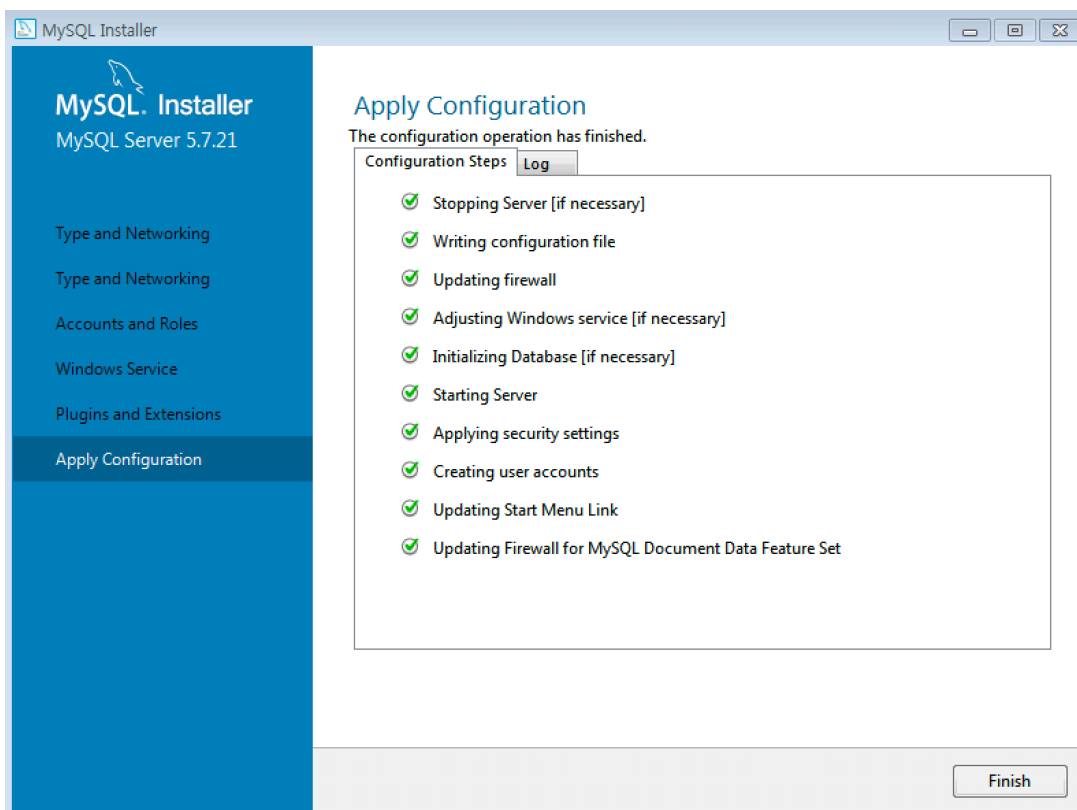 MySQL Installer
MySQL. Installer
MySQL Server 5.7.21
Type and Networking
Type and Networking
Accounts and Roles
Windows Service
Plugins and Extensions
Apply Configuration
Apply Configuration
The configuration operation has finished.
Configuration Steps
Log
Stopping Server [if necessary]
Writing configuration file
Updating firewall
Adjusting Windows service [if necessary]
Initializing Database [if necessary]
Starting Server
Applying security settings
Creating user accounts
Updating Start Menu Link
Updating Firewall for MySQL Document Data Feature Set
Finish